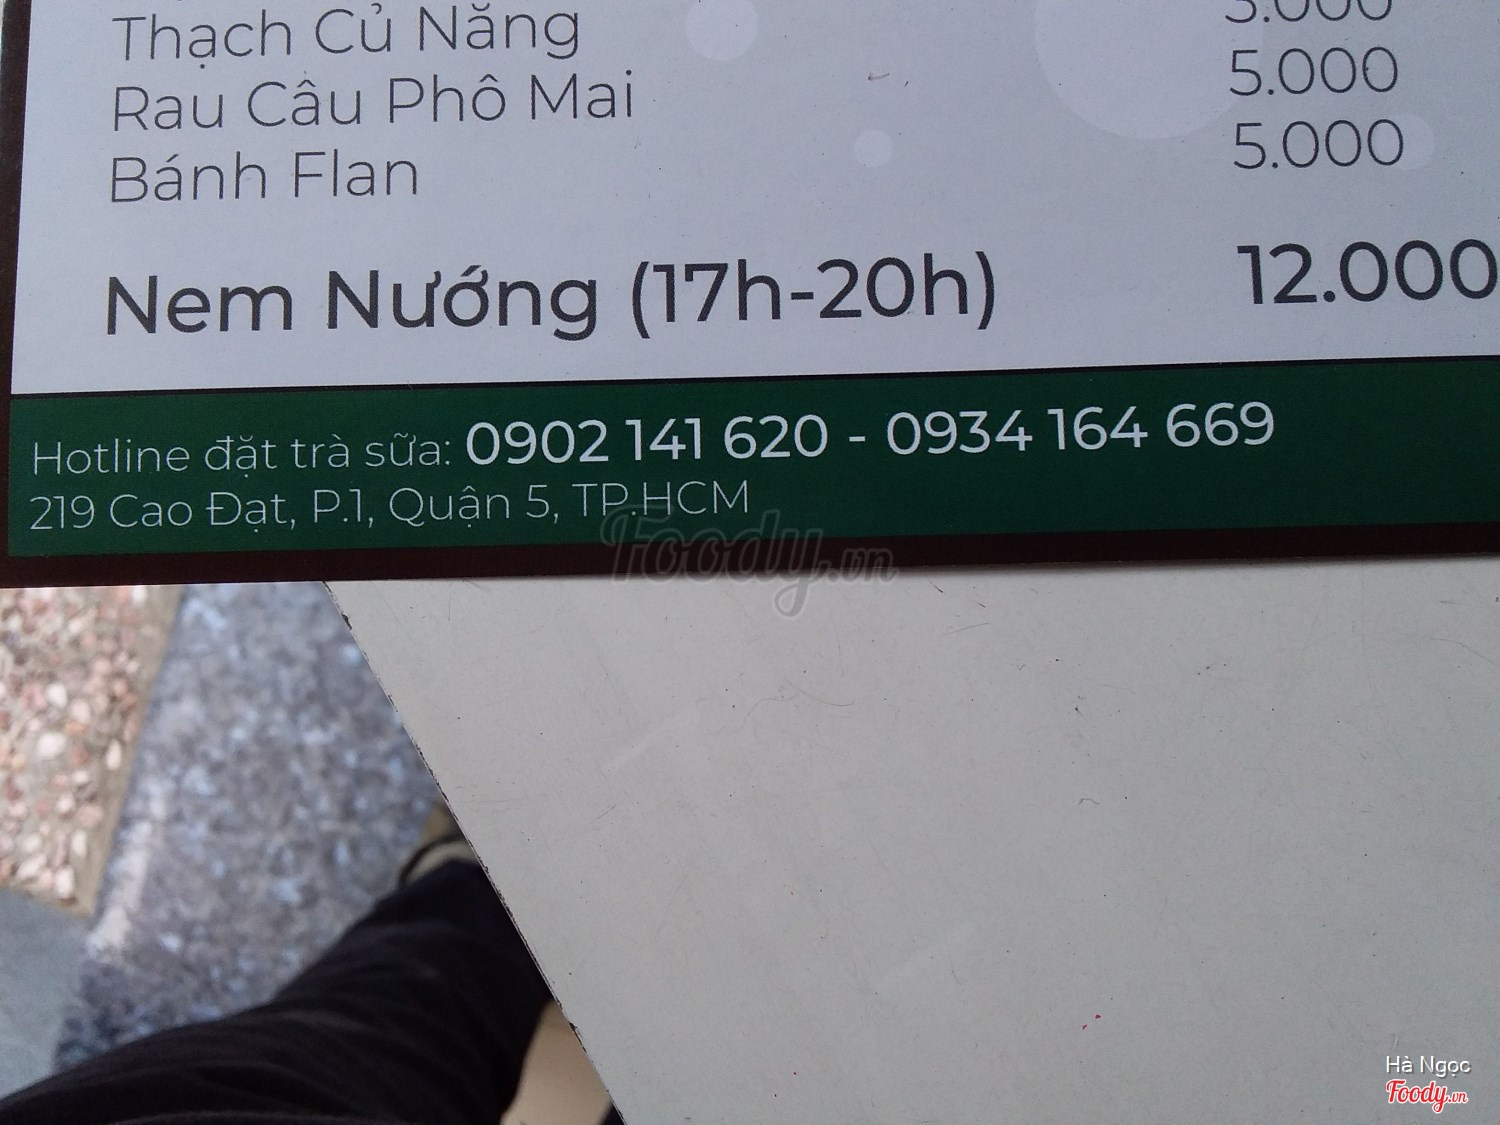 Thạch Củ Năng
Rau Câu Phô Mai 5.000
Bánh Flan 5.000
Nem Nướng (17h-20h) 12.000
Hotline đặt trà sữa: 0902 141 620 - 0934 164 669
219 Cao Đạt, P.1, Quận 5, TP.HCM
Foody.vn
Hà Ngọc
Foody.vn